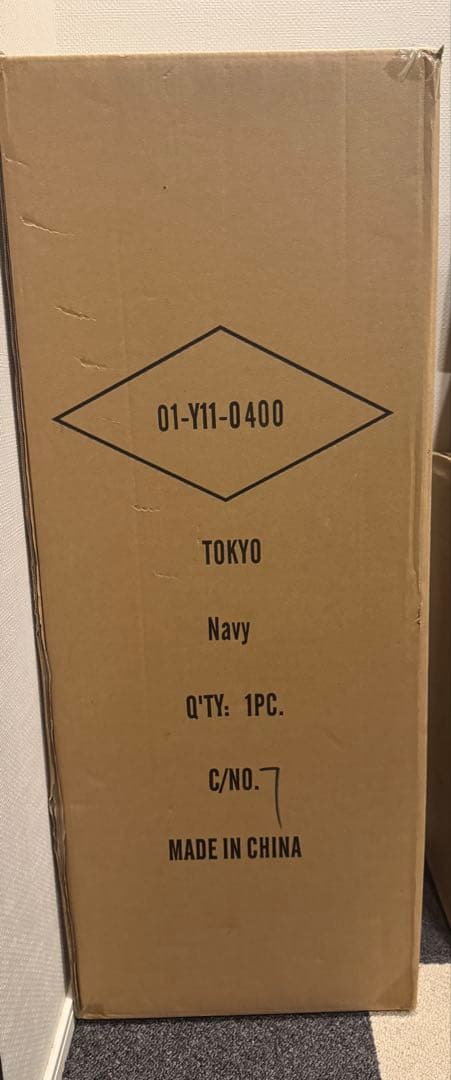 01-Y11-0400
TOKYO
Navy
Q'TY: 1PC.
C/NO. 7
MADE IN CHINA